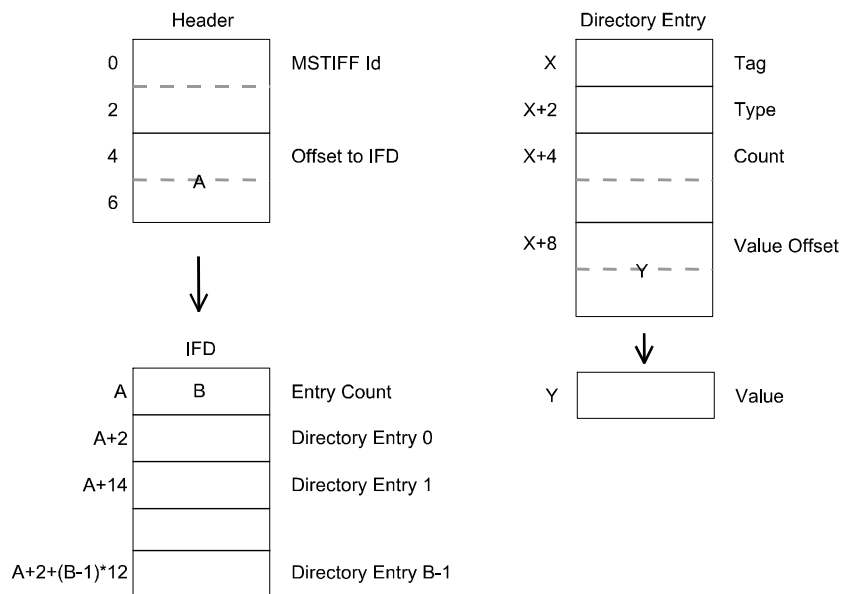 Header
0 MSTIFF Id
2
4 Offset to IFD
A
6
IFD
A B Entry Count
A+2 Directory Entry 0
A+14 Directory Entry 1
A+2+(B-1)*12 Directory Entry B-1
Directory Entry
X Tag
X+2 Type
X+4 Count
X+8 Value Offset
Y
Y Value